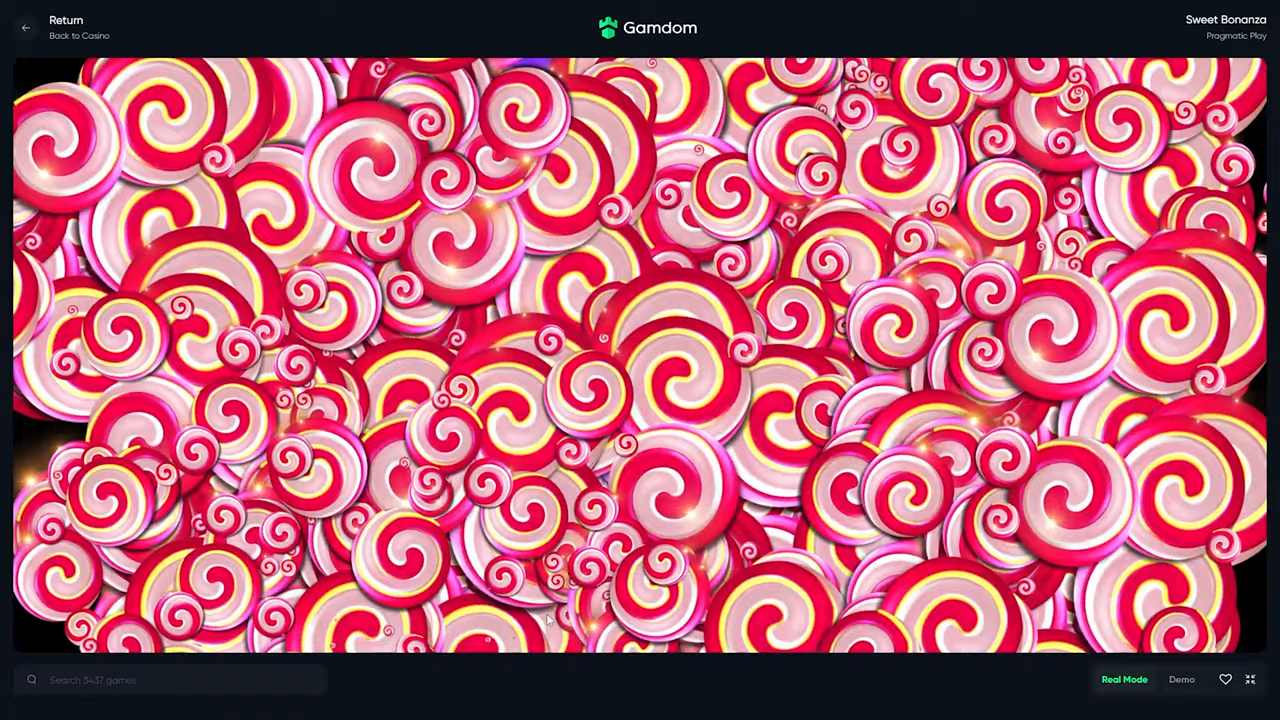 Return
Back to Casino
Gamdom
Sweet Bonanza
Pragmatic Play
Search 3437 games
Real Mode
Demo